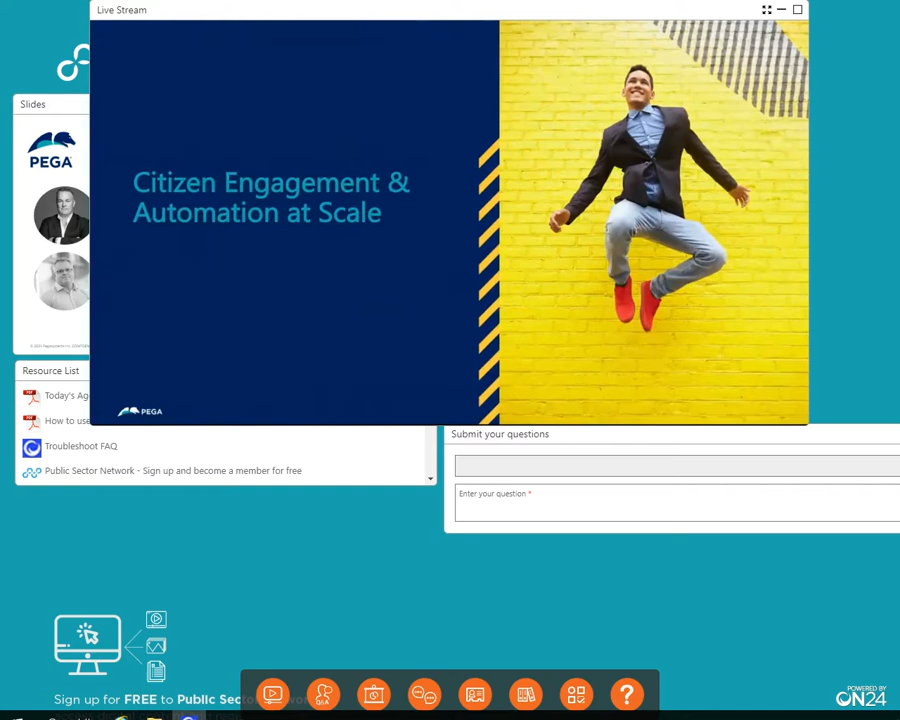 Live Stream
Slides
PEGA
Citizen Engagement &
Automation at Scale
PEGA
Resource List
Today's Ag
How to use
Troubleshoot FAQ
Public Sector Network - Sign up and become a member for free
Submit your questions
Enter your question *
Q&A
?
Sign up for FREE to Public Sector
POWERED BY
ON24